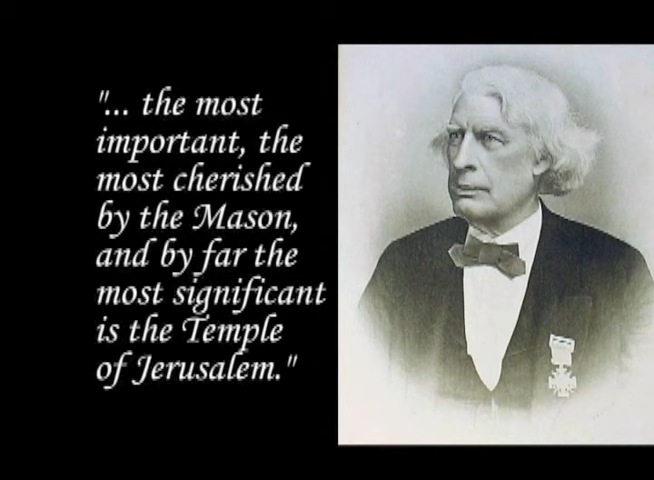 "... the most
important, the
most cherished
by the Mason,
and by far the
most significant
is the Temple
of Jerusalem."